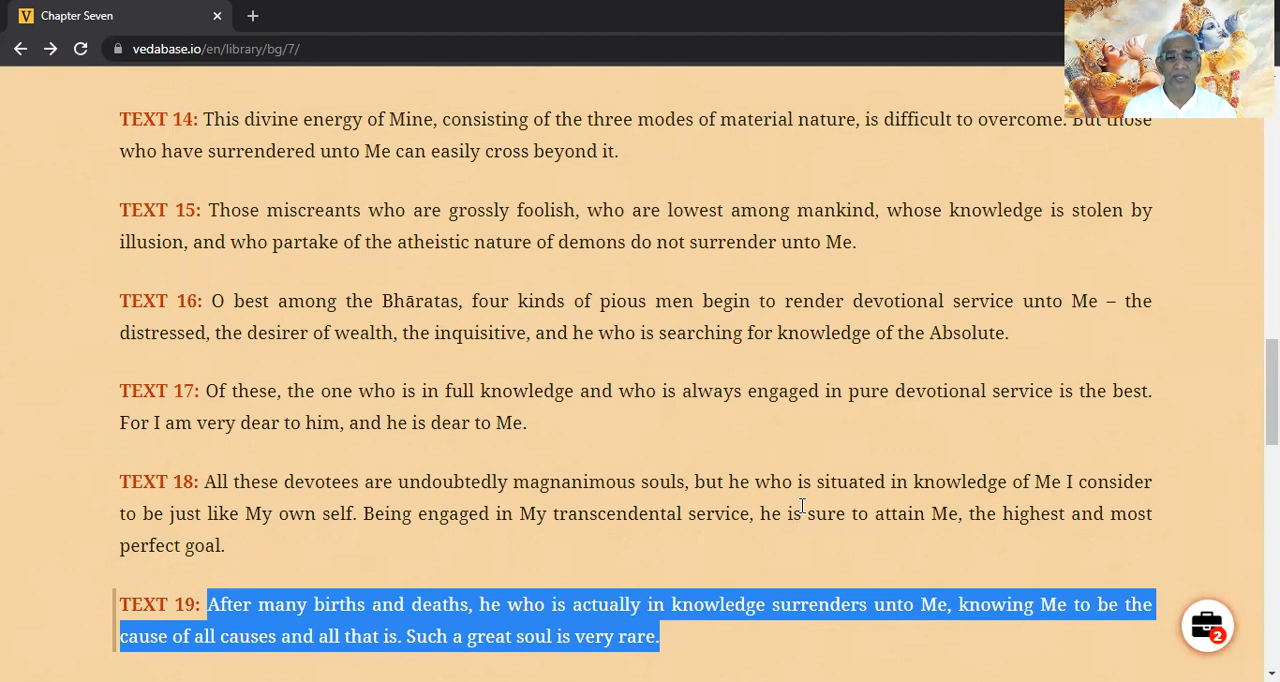 V Chapter Seven
vedabase.io/en/library/bg/7/
TEXT 14: This divine energy of Mine, consisting of the three modes of material nature, is difficult to overcome. But those
who have surrendered unto Me can easily cross beyond it.
TEXT 15: Those miscreants who are grossly foolish, who are lowest among mankind, whose knowledge is stolen by
illusion, and who partake of the atheistic nature of demons do not surrender unto Me.
TEXT 16: O best among the Bhāratas, four kinds of pious men begin to render devotional service unto Me – the
distressed, the desirer of wealth, the inquisitive, and he who is searching for knowledge of the Absolute.
TEXT 17: Of these, the one who is in full knowledge and who is always engaged in pure devotional service is the best.
For I am very dear to him, and he is dear to Me.
TEXT 18: All these devotees are undoubtedly magnanimous souls, but he who is situated in knowledge of Me I consider
to be just like My own self. Being engaged in My transcendental service, he is sure to attain Me, the highest and most
perfect goal.
TEXT 19: After many births and deaths, he who is actually in knowledge surrenders unto Me, knowing Me to be the
cause of all causes and all that is. Such a great soul is very rare.
2